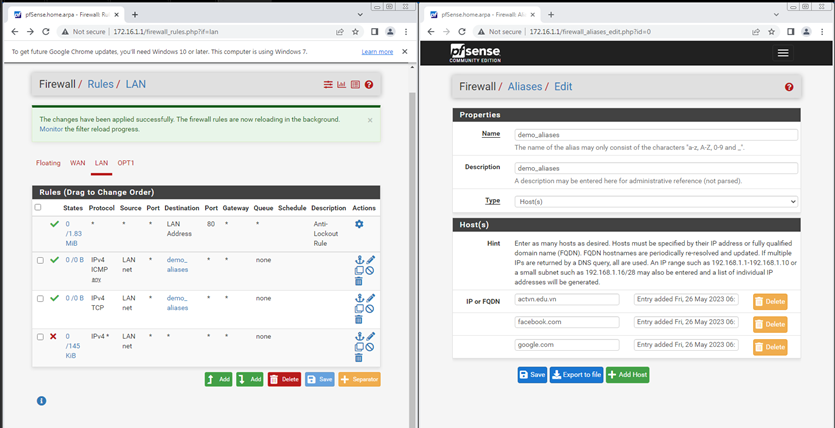 pfSense.home.arpa - Firewall: Ru
Not secure | 172.16.1.1/firewall_rules.php?if=lan
To get future Google Chrome updates, you'll need Windows 10 or later. This computer is using Windows 7.
Learn more
Firewall / Rules / LAN
The changes have been applied successfully. The firewall rules are now reloading in the background.
Monitor the filter reload progress.
Floating WAN LAN OPT1
Rules (Drag to Change Order)
States Protocol Source Port Destination Port Gateway Queue Schedule Description Actions
0 * * * LAN 80 * * Anti-
/1.83 Address Lockout
MiB Rule
0 /0 B IPv4 LAN * demo_ * * none
ICMP net aliases
any
0 /0 B IPv4 LAN * demo_ * * none
TCP net aliases
0 IPv4 * LAN * * * * none
/145 net
KiB
Add Add Delete Save Separator
pfSense.home.arpa - Firewall: Alia
Not secure | 172.16.1.1/firewall_aliases_edit.php?id=0
pfsense
COMMUNITY EDITION
Firewall / Aliases / Edit
Properties
Name demo_aliases
The name of the alias may only consist of the characters "a-z, A-Z, 0-9 and _".
Description demo_aliases
A description may be entered here for administrative reference (not parsed).
Type Host(s)
Host(s)
Hint Enter as many hosts as desired. Hosts must be specified by their IP address or fully qualified
domain name (FQDN). FQDN hostnames are periodically re-resolved and updated. If multiple
IPs are returned by a DNS query, all are used. An IP range such as 192.168.1.1-192.168.1.10 or
a small subnet such as 192.168.1.16/28 may also be entered and a list of individual IP
addresses will be generated.
IP or FQDN actvn.edu.vn Entry added Fri, 26 May 2023 06: Delete
facebook.com Entry added Fri, 26 May 2023 06: Delete
google.com Entry added Fri, 26 May 2023 06: Delete
Save Export to file Add Host